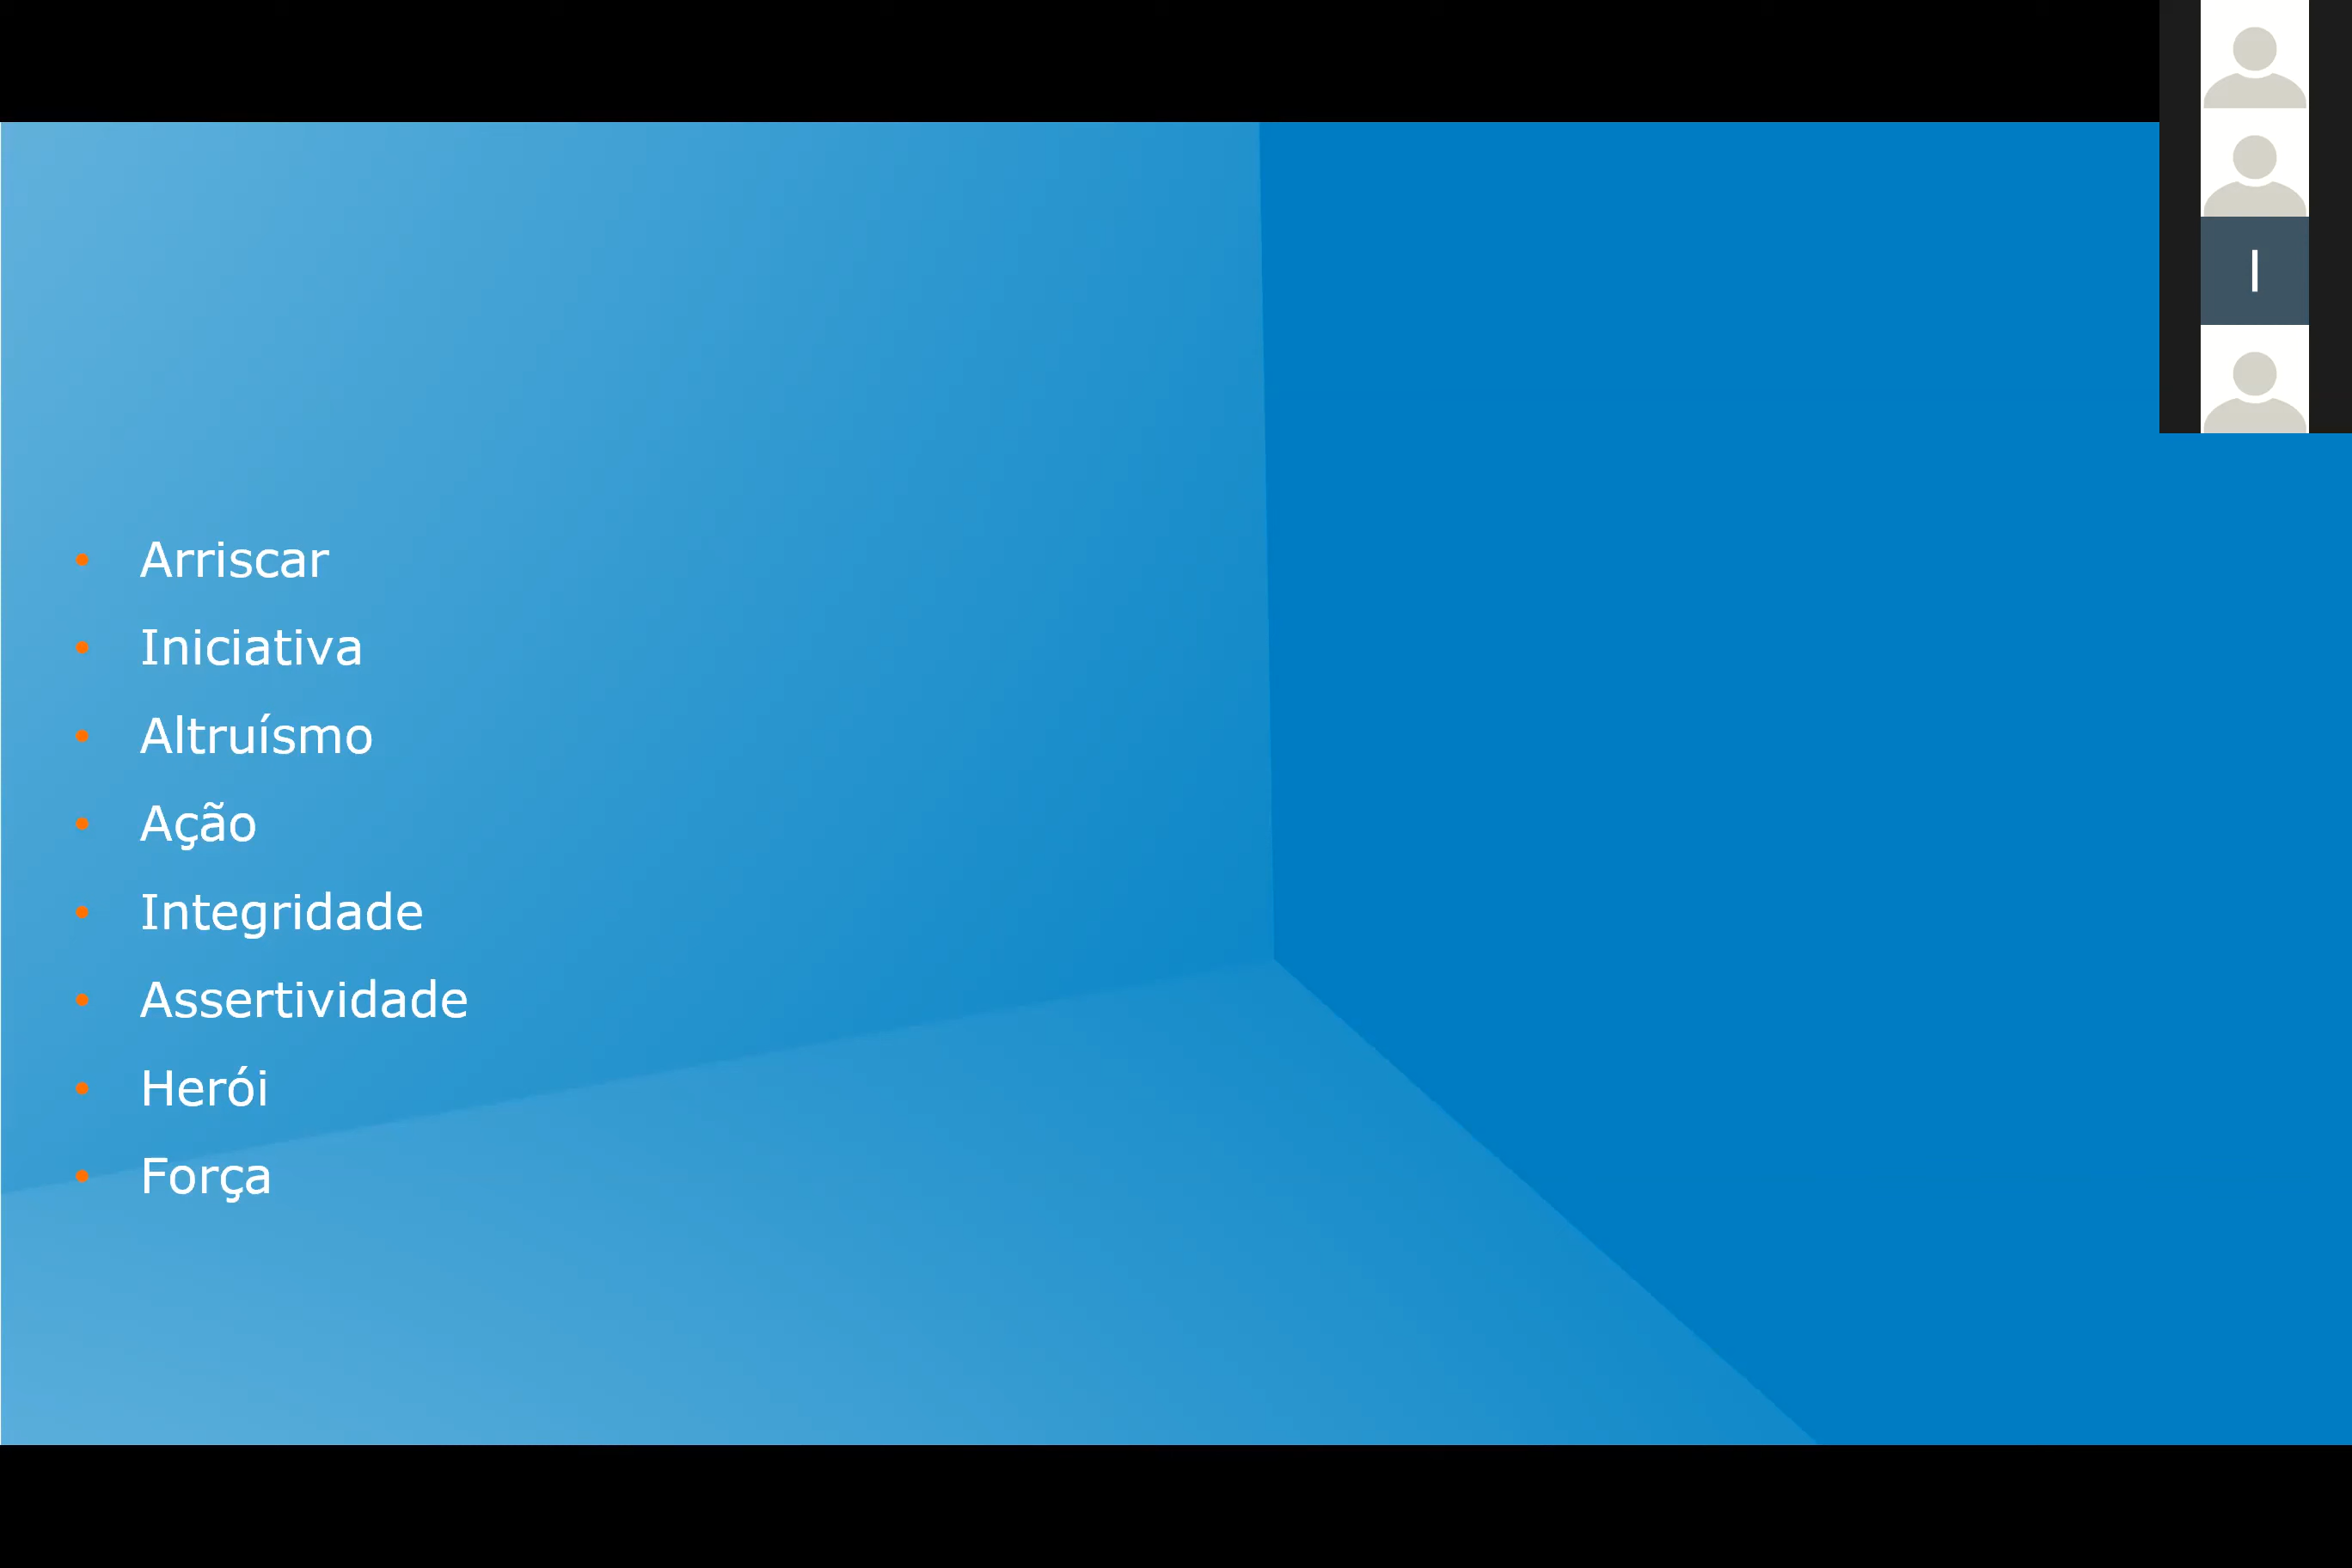 I
• Arriscar
• Iniciativa
• Altruísmo
• Ação
• Integridade
• Assertividade
• Herói
• Força